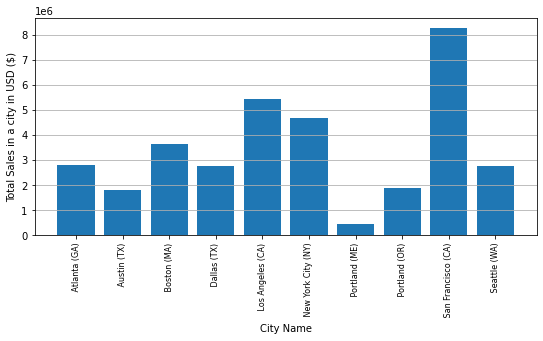 1e6
Total Sales in a city in USD ($)
8
7
6
5
4
3
2
1
0
Atlanta (GA)
Austin (TX)
Boston (MA)
Dallas (TX)
Los Angeles (CA)
New York City (NY)
Portland (ME)
Portland (OR)
San Francisco (CA)
Seattle (WA)
City Name